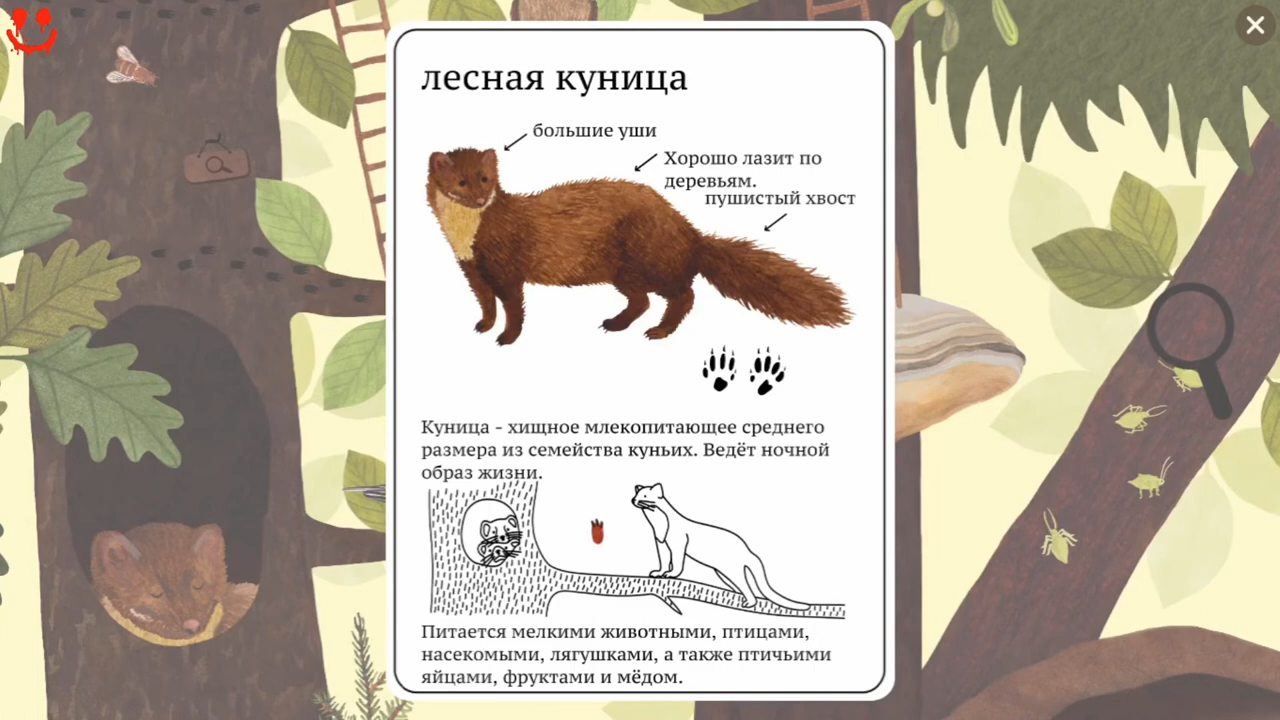 лесная куница
большие уши
Хорошо лазит по
деревьям.
пушистый хвост
Куница - хищное млекопитающее среднего
размера из семейства куньих. Ведёт ночной
образ жизни.
Питается мелкими животными, птицами,
насекомыми, лягушками, а также птичьими
яйцами, фруктами и мёдом.